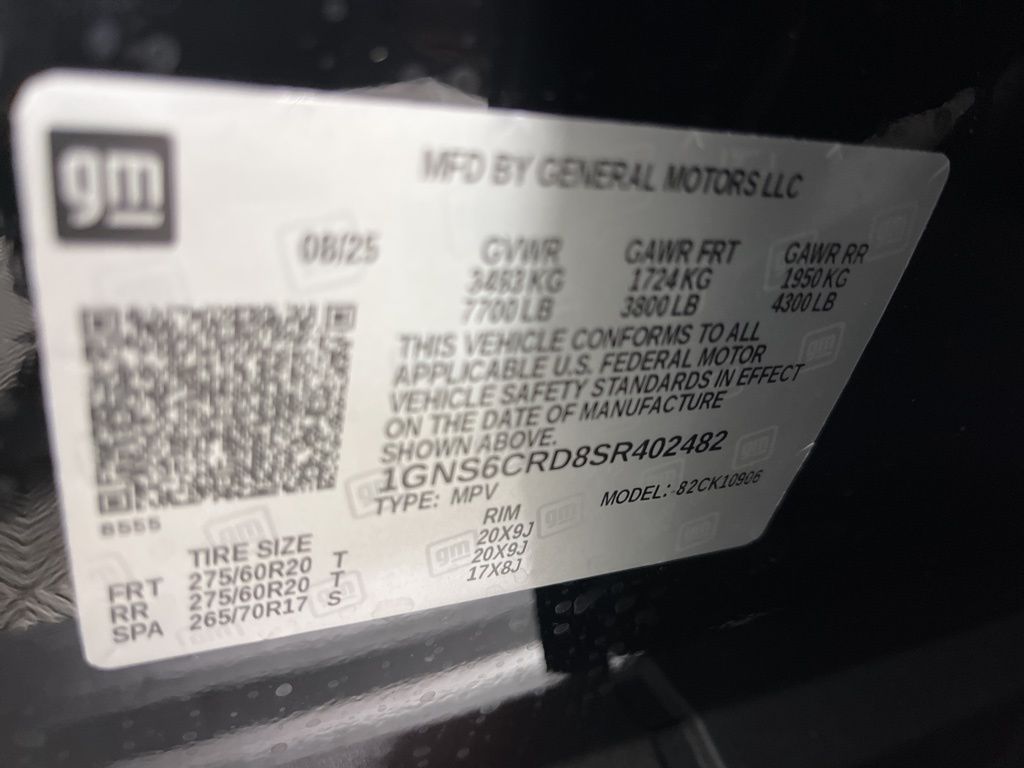 gm
MFD BY GENERAL MOTORS LLC
08/25 GVWR GAWR FRT GAWR RR
3493 KG 1724 KG 1950 KG
7700 LB 3800 LB 4300 LB
THIS VEHICLE CONFORMS TO ALL
APPLICABLE U.S. FEDERAL MOTOR
VEHICLE SAFETY STANDARDS IN EFFECT
ON THE DATE OF MANUFACTURE
SHOWN ABOVE.
1GNS6CRD8SR402482
TYPE: MPV MODEL: 82CK10906
8555
TIRE SIZE RIM
FRT 275/60R20 T 20X9J
RR 275/60R20 T 20X9J
SPA 265/70R17 S 17X8J